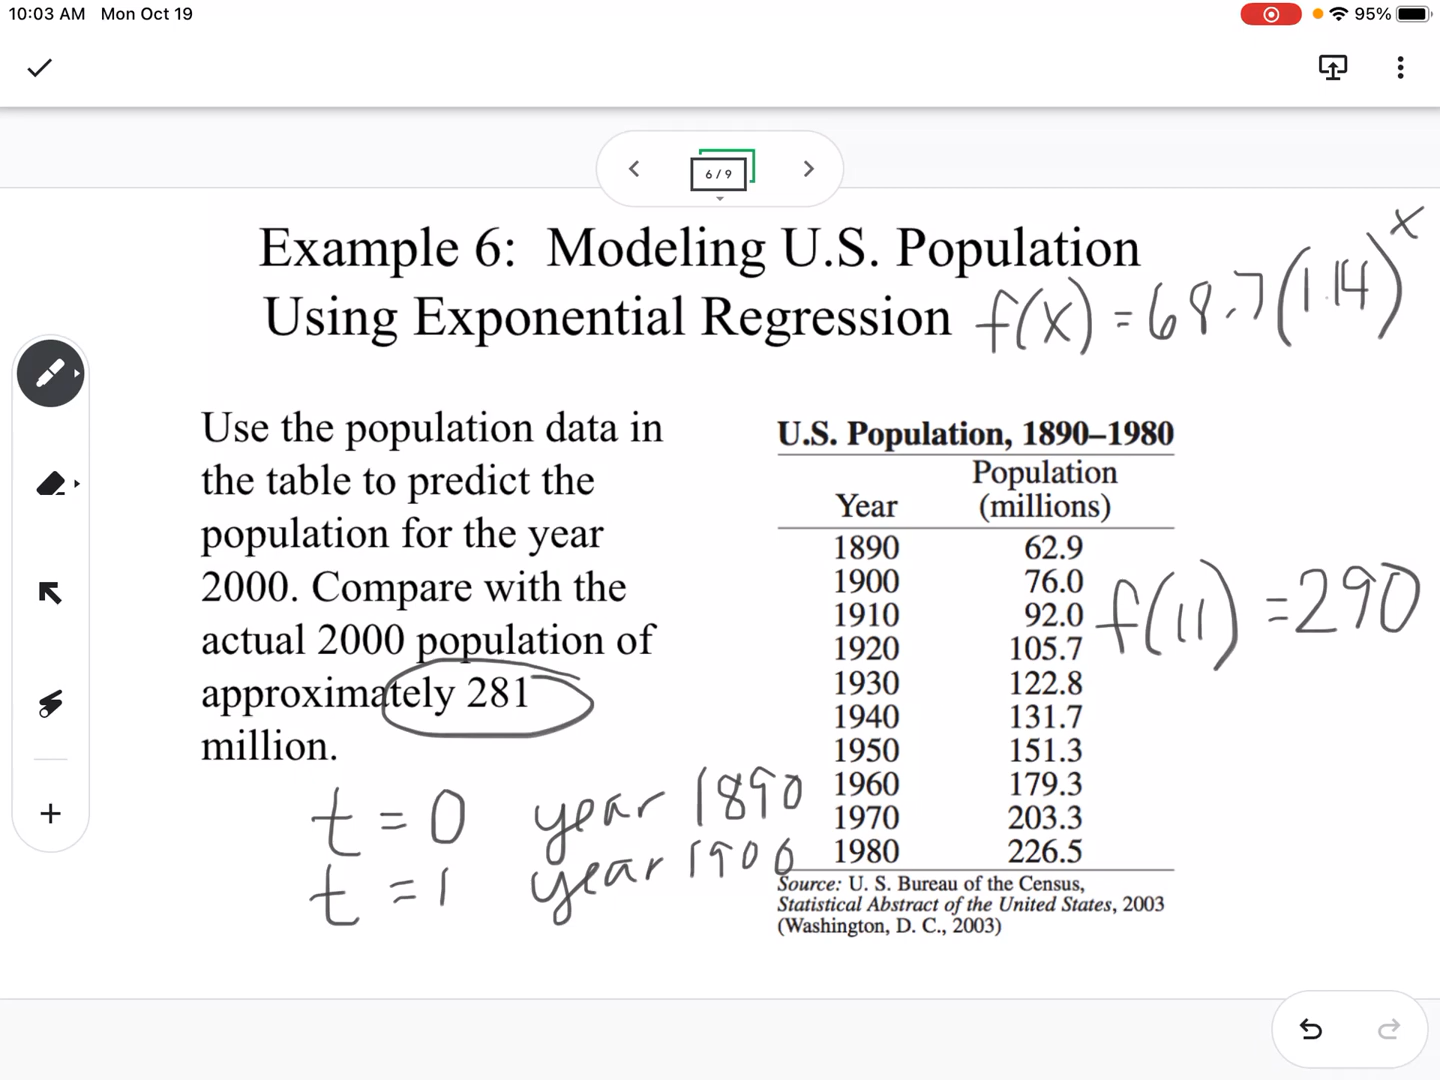 10:03 AM Mon Oct 19
95%
6 / 9
Example 6: Modeling U.S. Population
Using Exponential Regression
f(x) = 68.7(1.14)^x
Use the population data in
the table to predict the
population for the year
2000. Compare with the
actual 2000 population of
approximately 281
million.
U.S. Population, 1890–1980
Population
Year (millions)
1890 62.9
1900 76.0
1910 92.0
1920 105.7
1930 122.8
1940 131.7
1950 151.3
1960 179.3
1970 203.3
1980 226.5
f(11) = 290
t = 0 year 1890
t = 1 year 1900
Source: U. S. Bureau of the Census,
Statistical Abstract of the United States, 2003
(Washington, D. C., 2003)